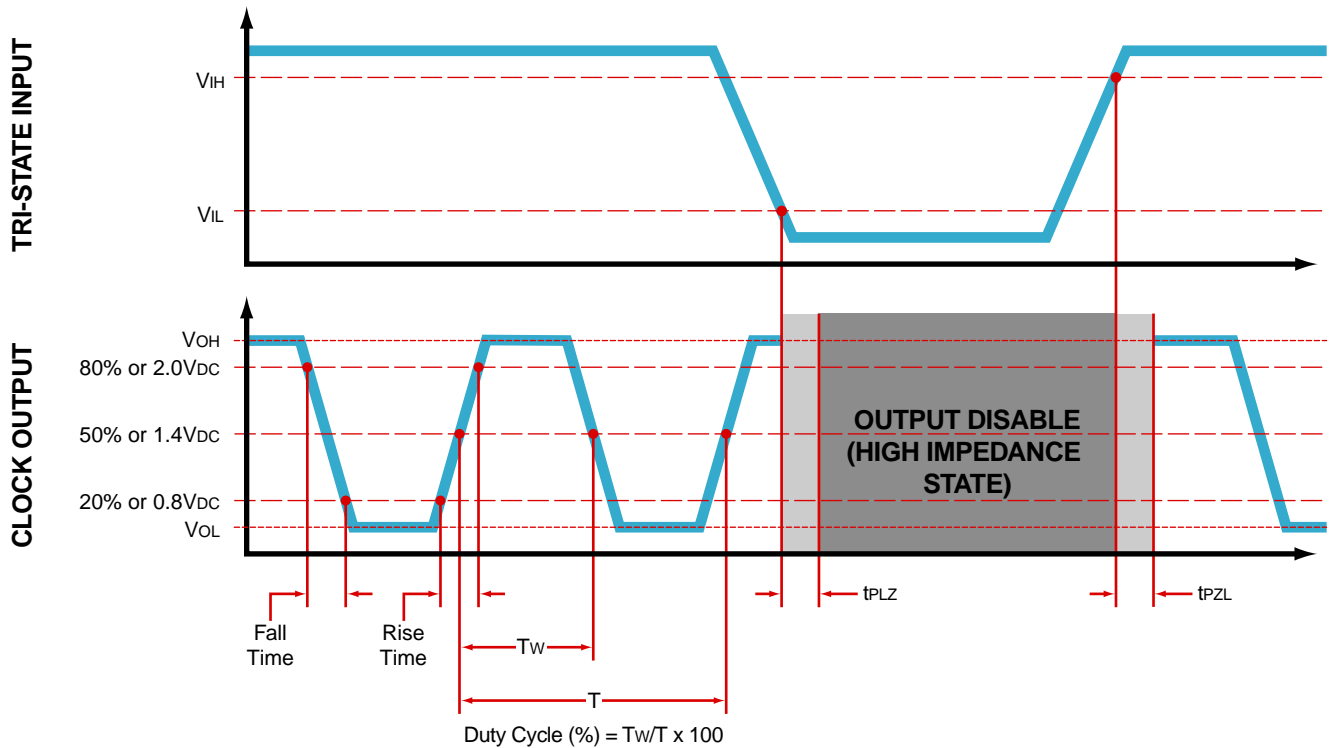 TRI-STATE INPUT
VIH
VIL
CLOCK OUTPUT
VOH
80% or 2.0VDC
50% or 1.4VDC
20% or 0.8VDC
VOL
OUTPUT DISABLE
(HIGH IMPEDANCE
STATE)
tPLZ
tPZL
Fall
Time
Rise
Time
TW
T
Duty Cycle (%) = TW/T x 100